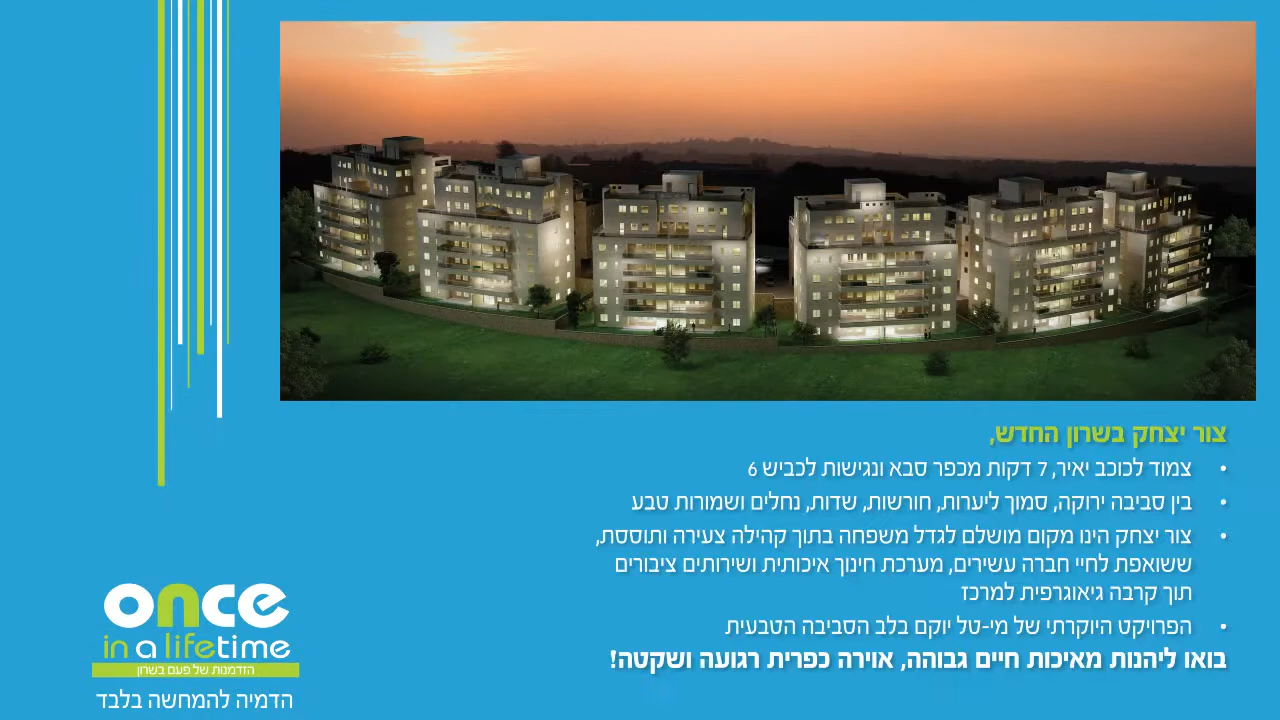 צור יצחק בשרון החדש,
• צמוד לכוכב יאיר, 7 דקות מכפר סבא ונגישות לכביש 6
• בין סביבה ירוקה, סמוך ליערות, חורשות, שדות, נחלים ושמורות טבע
• צור יצחק הינו מקום מושלם לגדל משפחה בתוך קהילה צעירה ותוססת,
ששואפת לחיי חברה עשירים, מערכת חינוך איכותית ושירותים ציבורים
תוך קרבה גיאוגרפית למרכז
• הפרויקט היוקרתי של מי-טל יוקם בלב הסביבה הטבעית
בואו ליהנות מאיכות חיים גבוהה, אוירה כפרית רגועה ושקטה!
once
in a lifetime
הזדמנות של פעם בשרון
הדמיה להמחשה בלבד